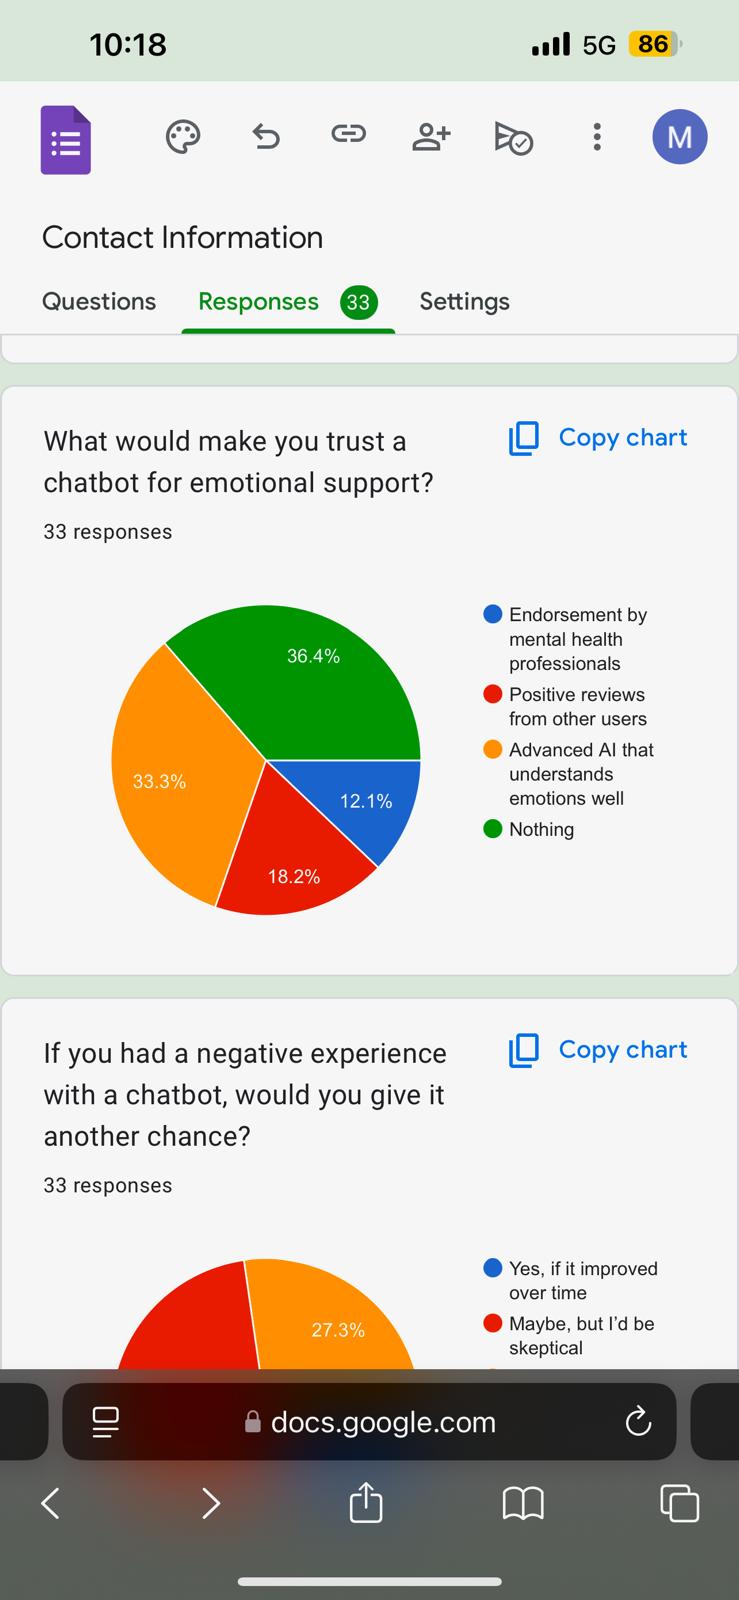 10:18
5G 86
M
Contact Information
Questions Responses 33 Settings
What would make you trust a
chatbot for emotional support?
Copy chart
33 responses
36.4%
33.3%
12.1%
18.2%
Endorsement by
mental health
professionals
Positive reviews
from other users
Advanced AI that
understands
emotions well
Nothing
If you had a negative experience
with a chatbot, would you give it
another chance?
Copy chart
33 responses
27.3%
Yes, if it improved
over time
Maybe, but I'd be
skeptical
docs.google.com